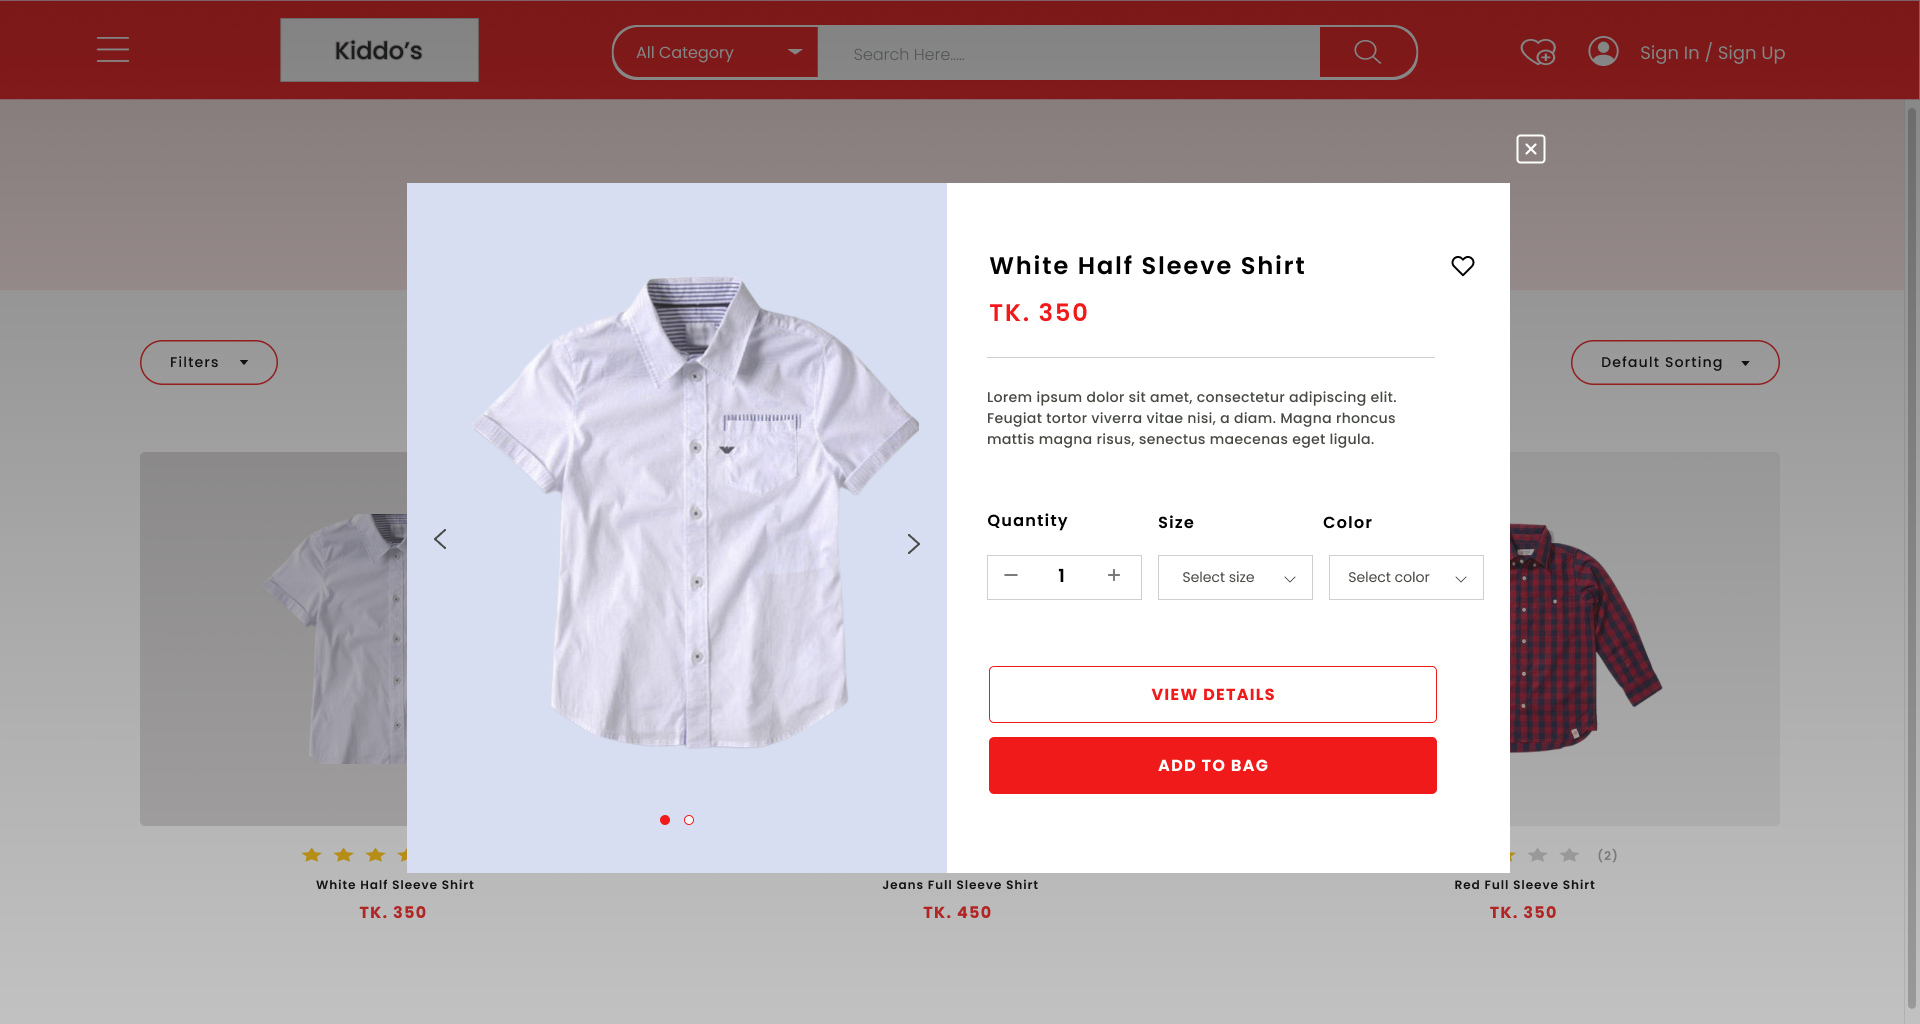 Kiddo's
All Category
Search Here.....
Sign In / Sign Up
White Half Sleeve Shirt
TK. 350
Filters
Default Sorting
Lorem ipsum dolor sit amet, consectetur adipiscing elit.
Feugiat tortor viverra vitae nisi, a diam. Magna rhoncus
mattis magna risus, senectus maecenas eget ligula.
Quantity
Size
Color
1
Select size
Select color
VIEW DETAILS
ADD TO BAG
(2)
White Half Sleeve Shirt
Jeans Full Sleeve Shirt
Red Full Sleeve Shirt
TK. 350
TK. 450
TK. 350